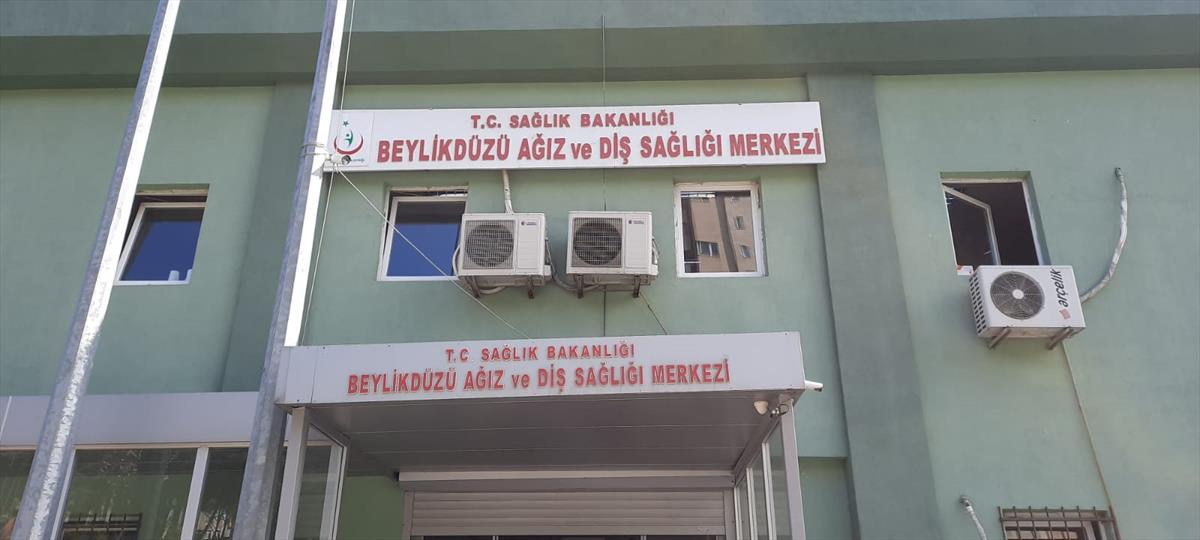 T.C. SAĞLIK BAKANLIĞI
BEYLİKDÜZÜ AĞIZ ve DİŞ SAĞLIĞI MERKEZİ
T.C SAĞLIK BAKANLIĞI
BEYLİKDÜZÜ AĞIZ ve DİŞ SAĞLIĞI MERKEZİ
arçelik